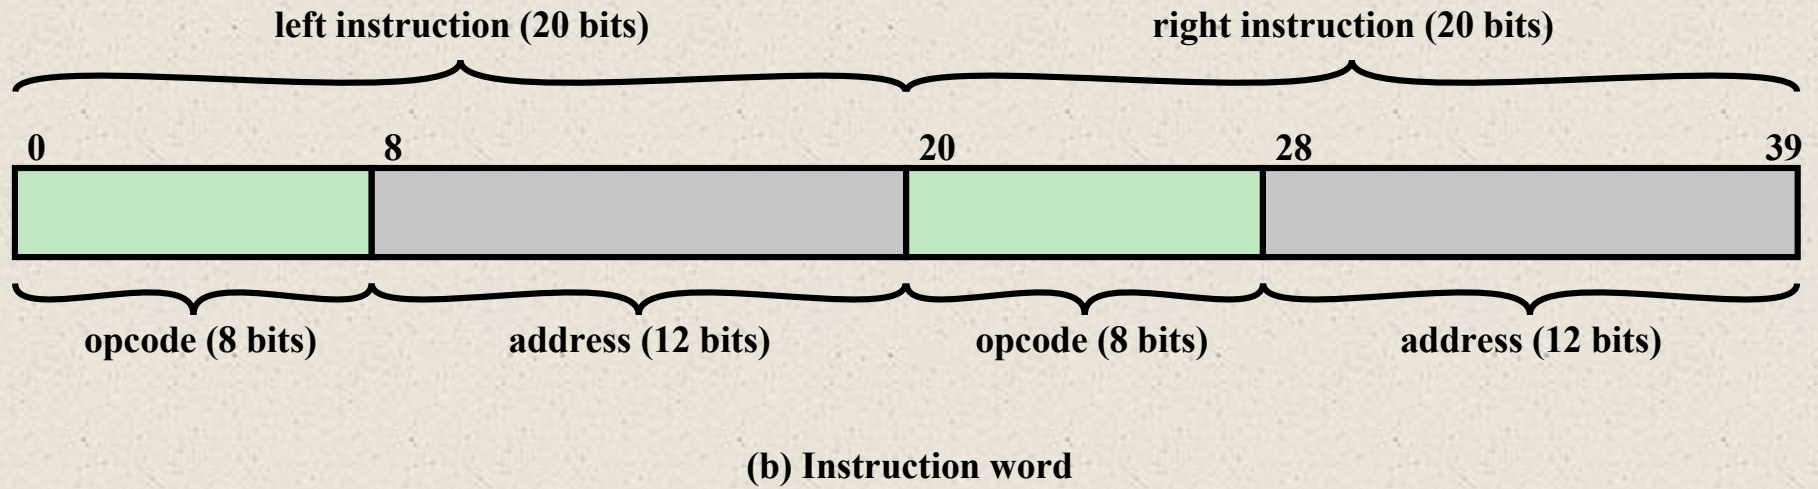 left instruction (20 bits) right instruction (20 bits)
0 8 20 28 39
opcode (8 bits) address (12 bits) opcode (8 bits) address (12 bits)
(b) Instruction word